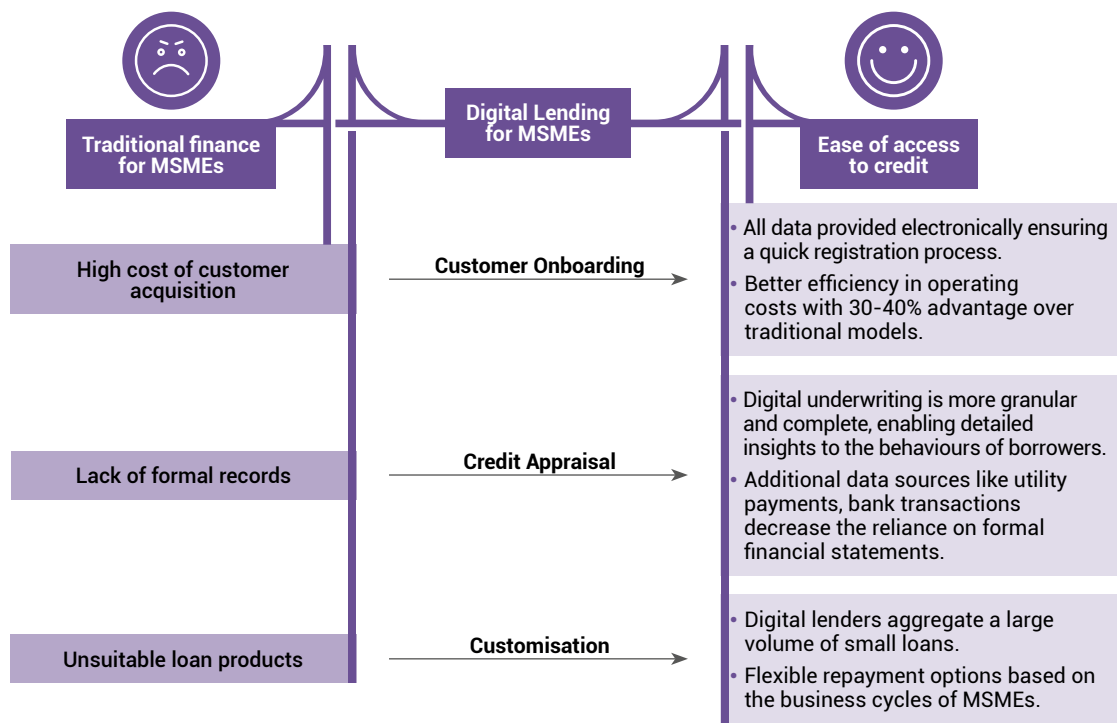 Traditional finance
for MSMEs
Digital Lending
for MSMEs
Ease of access
to credit
High cost of customer
acquisition
Customer Onboarding
• All data provided electronically ensuring
a quick registration process.
• Better efficiency in operating
costs with 30-40% advantage over
traditional models.
Lack of formal records
Credit Appraisal
• Digital underwriting is more granular
and complete, enabling detailed
insights to the behaviours of borrowers.
• Additional data sources like utility
payments, bank transactions
decrease the reliance on formal
financial statements.
Unsuitable loan products
Customisation
• Digital lenders aggregate a large
volume of small loans.
• Flexible repayment options based on
the business cycles of MSMEs.